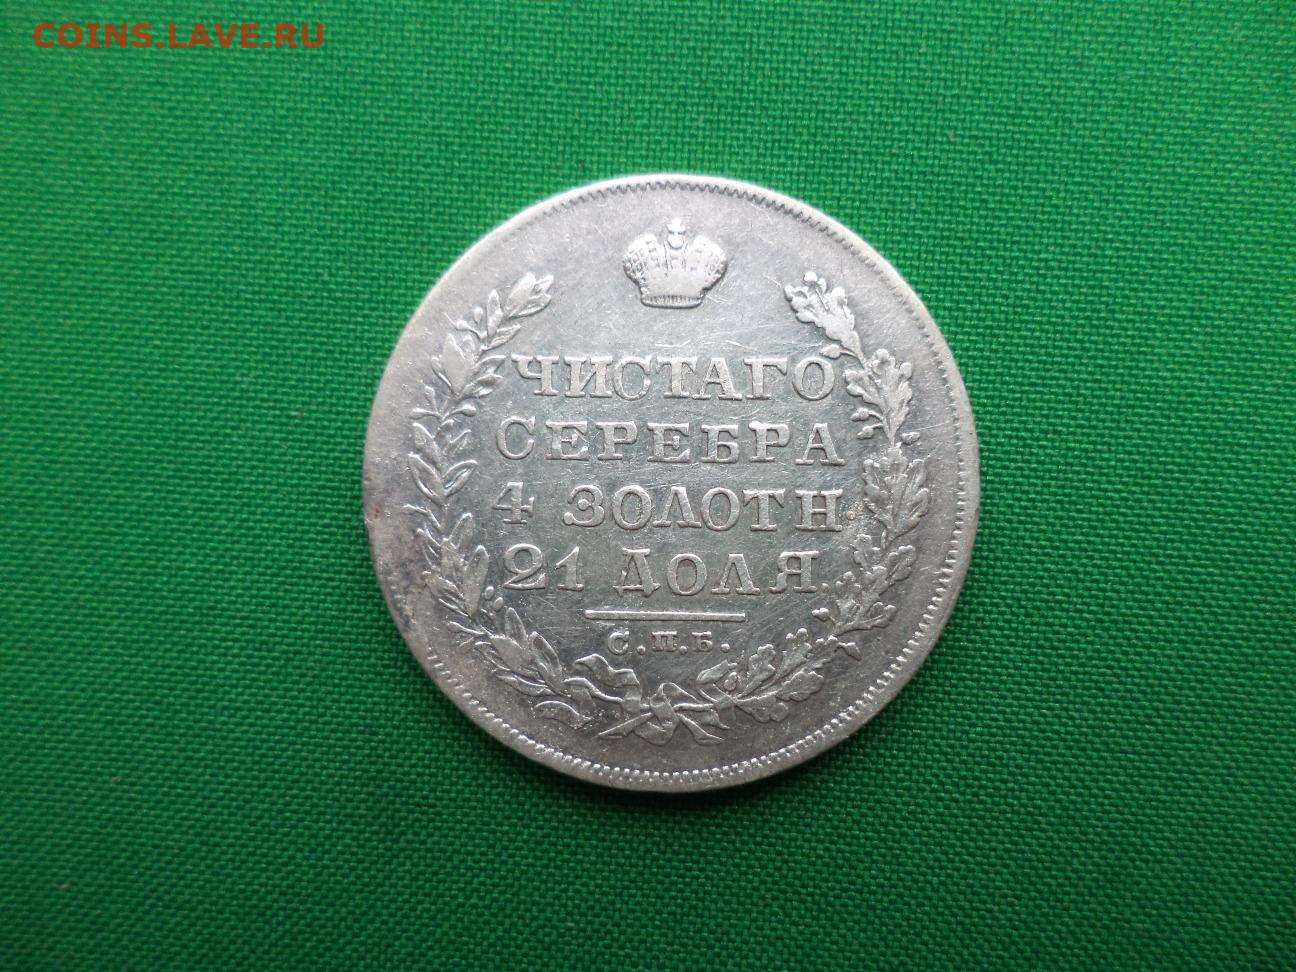 COINS.LAVE.RU
ЧИСТАГО
СЕРЕБРА
4 ЗОЛОТН
21 ДОЛЯ.
С.П.Б.